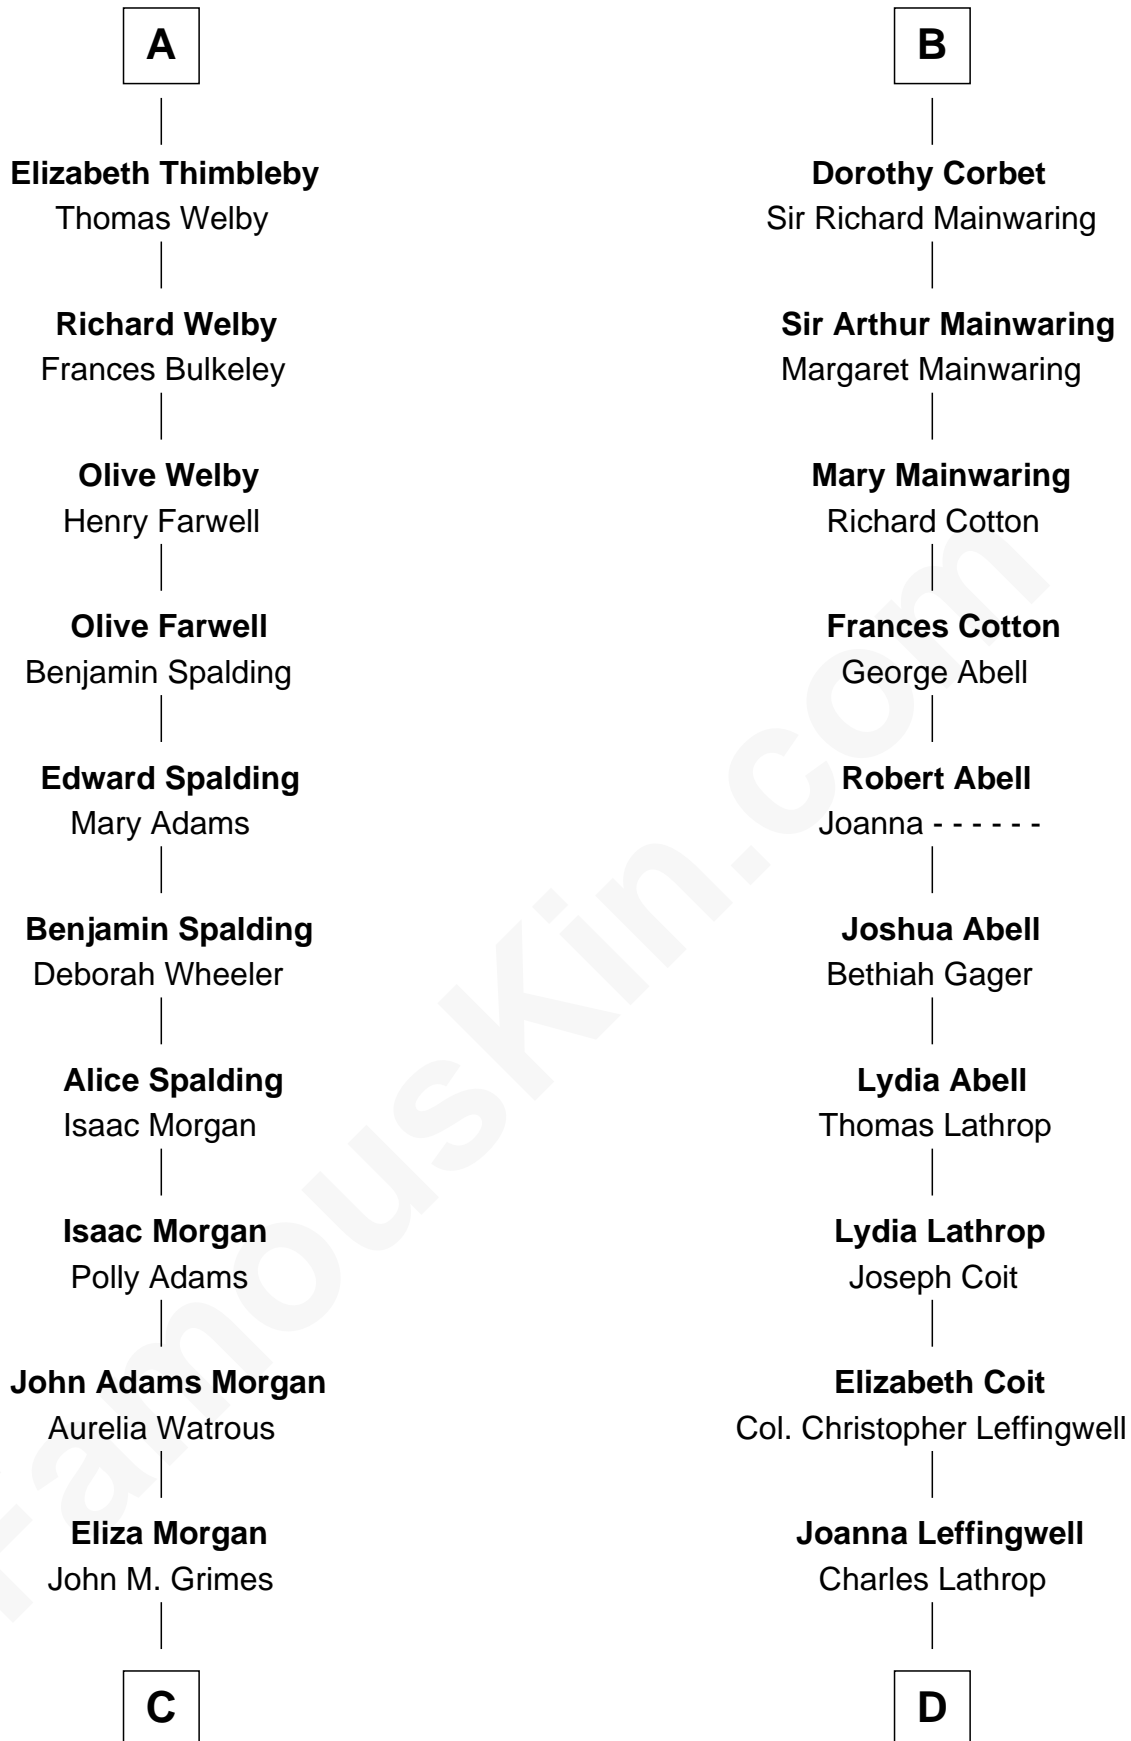 A
Elizabeth Thimbleby
Thomas Welby
Richard Welby
Frances Bulkeley
Olive Welby
Henry Farwell
Olive Farwell
Benjamin Spalding
Edward Spalding
Mary Adams
Benjamin Spalding
Deborah Wheeler
Alice Spalding
Isaac Morgan
Isaac Morgan
Polly Adams
John Adams Morgan
Aurelia Watrous
Eliza Morgan
John M. Grimes
C
B
Dorothy Corbet
Sir Richard Mainwaring
Sir Arthur Mainwaring
Margaret Mainwaring
Mary Mainwaring
Richard Cotton
Frances Cotton
George Abell
Robert Abell
Joanna - - - - - -
Joshua Abell
Bethiah Gager
Lydia Abell
Thomas Lathrop
Lydia Lathrop
Joseph Coit
Elizabeth Coit
Col. Christopher Leffingwell
Joanna Leffingwell
Charles Lathrop
D
FamousKin.com